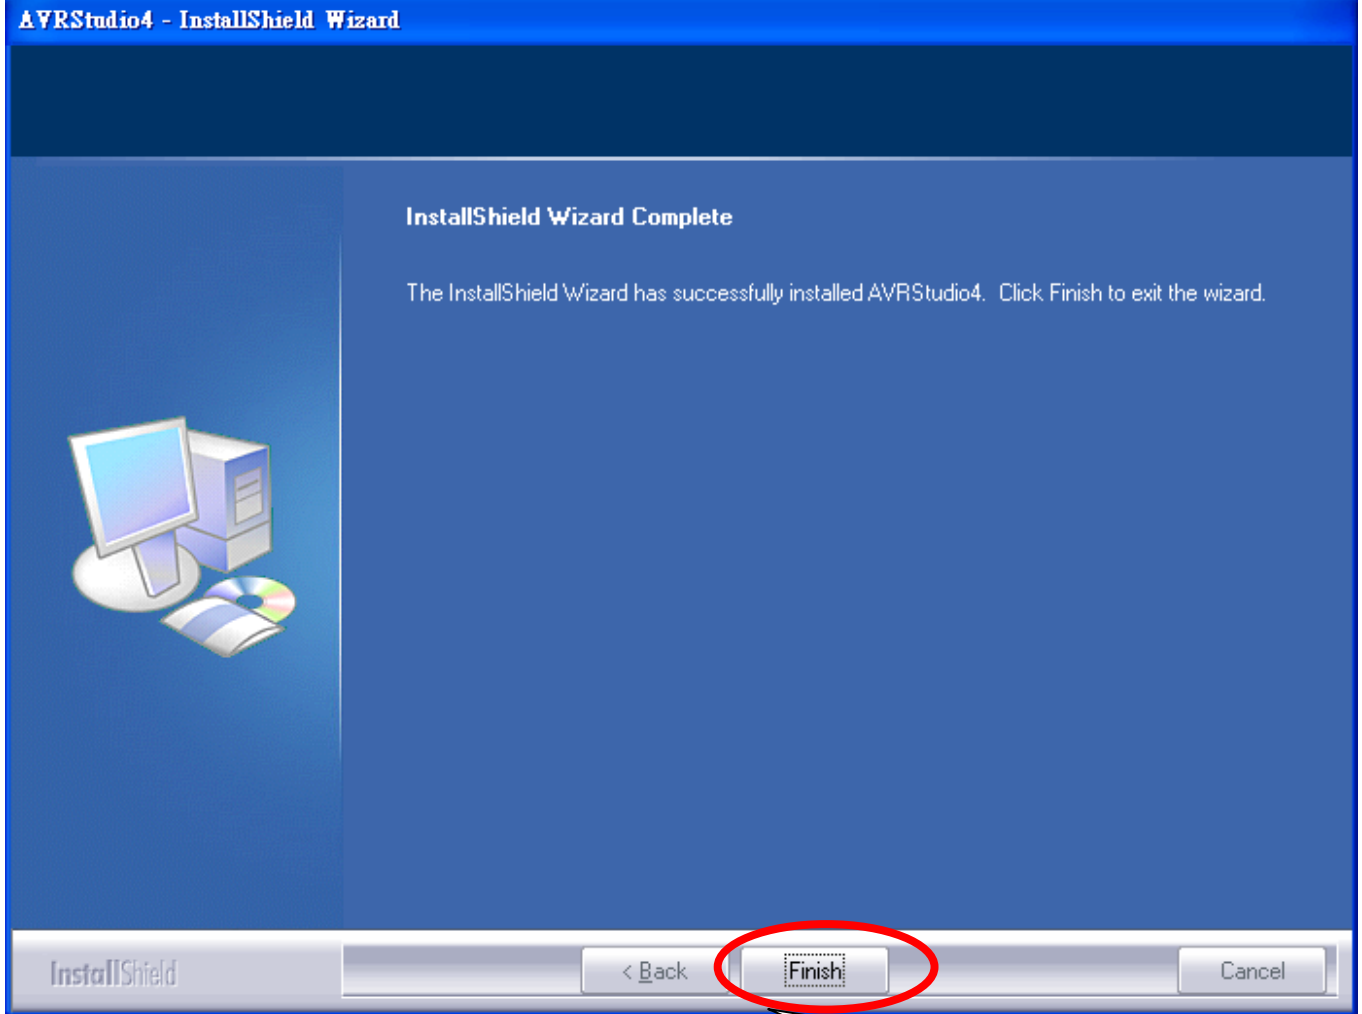 AVRStudio4 - InstallShield Wizard
InstallShield Wizard Complete
The InstallShield Wizard has successfully installed AVRStudio4.  Click Finish to exit the wizard.
InstallShield
< Back
Finish
Cancel